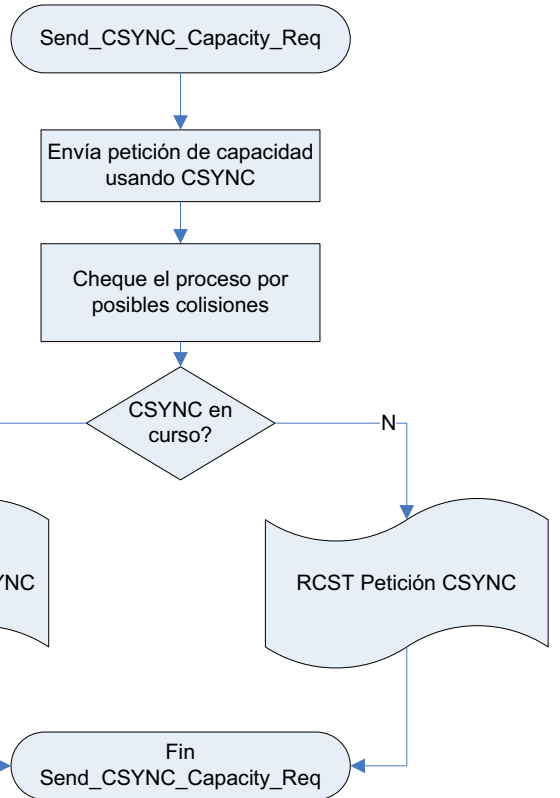 Send_CSYNC_Capacity_Req
Envía petición de capacidad
usando CSYNC
Cheque el proceso por
posibles colisiones
CSYNC en
curso?
N
RCST Petición CSYNC
Fin
Send_CSYNC_Capacity_Req